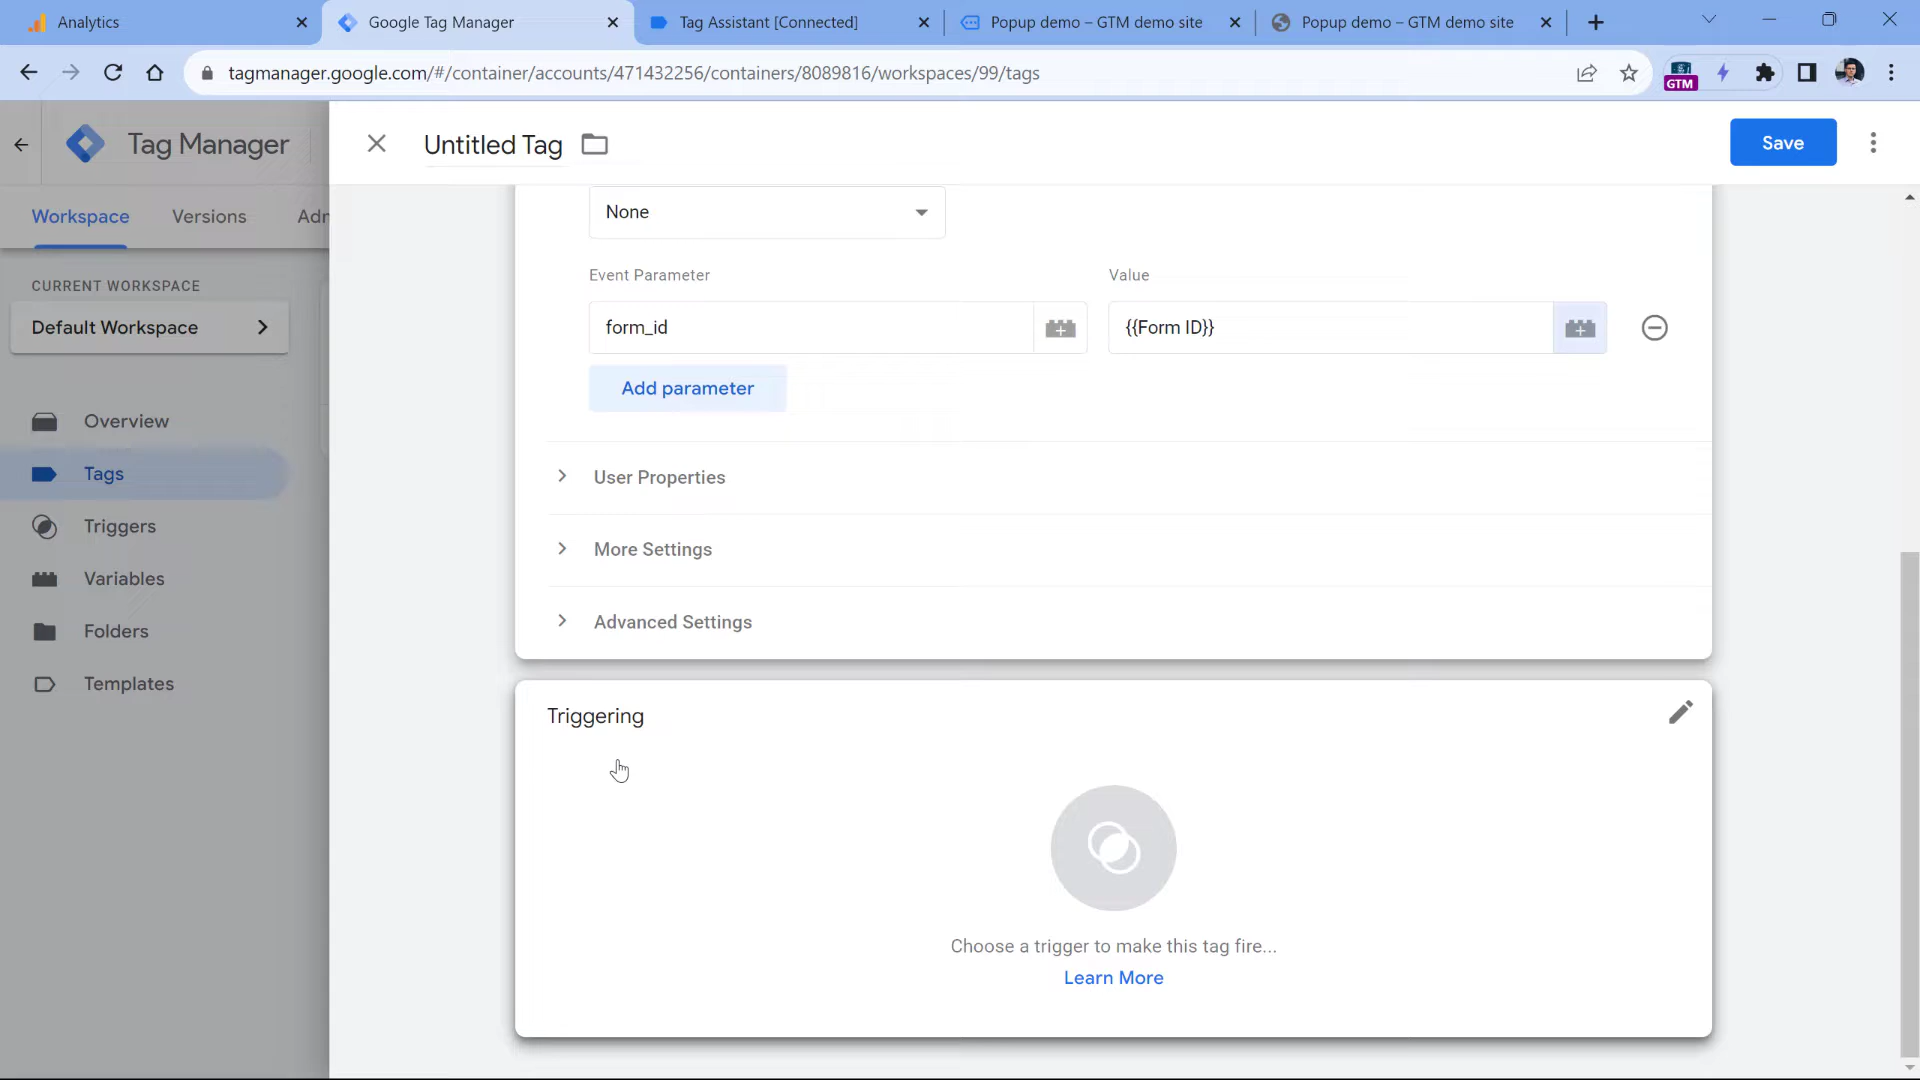 Analytics
Google Tag Manager
Tag Assistant [Connected]
Popup demo – GTM demo site
Popup demo – GTM demo site
tagmanager.google.com/#/container/accounts/471432256/containers/8089816/workspaces/99/tags
GTM
Tag Manager
Untitled Tag
Save
Workspace
Versions
Adr
CURRENT WORKSPACE
Default Workspace
Overview
Tags
Triggers
Variables
Folders
Templates
None
Event Parameter
Value
form_id
{{Form ID}}
Add parameter
User Properties
More Settings
Advanced Settings
Triggering
Choose a trigger to make this tag fire...
Learn More